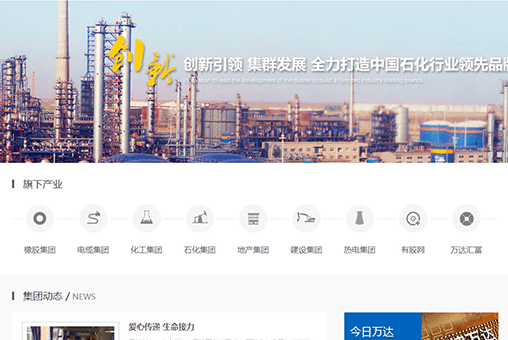 创新
创新引领 集群发展 全力打造中国石化行业领先品牌
旗下产业
橡胶集团 电缆集团 化工集团 石化集团 地产集团 建设集团 热电集团 有胶网 万达汇富
集团动态 / NEWS
爱心传递 生命接力
今日万达